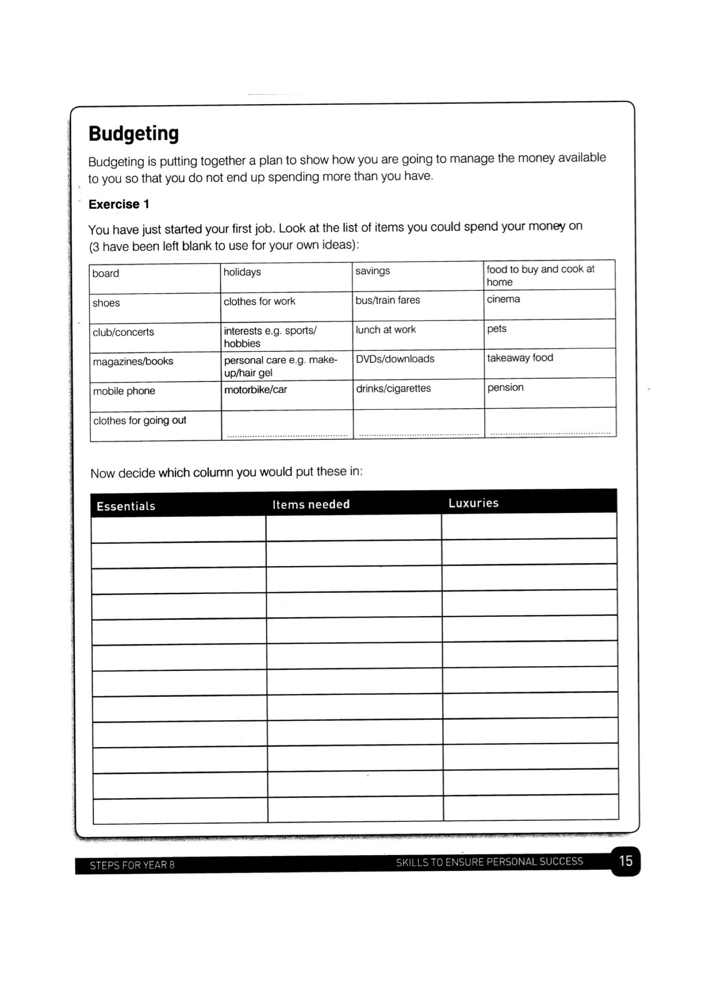 Budgeting
Budgeting is putting together a plan to show how you are going to manage the money available
to you so that you do not end up spending more than you have.
Exercise 1
You have just started your first job. Look at the list of items you could spend your money on
(3 have been left blank to use for your own ideas):
board
holidays
savings
food to buy and cook at
home
shoes
clothes for work
bus/train fares
cinema
club/concerts
interests e.g. sports/
hobbies
lunch at work
pets
magazines/books
personal care e.g. make-
up/hair gel
DVDs/downloads
takeaway food
mobile phone
motorbike/car
drinks/cigarettes
pension
clothes for going out
Now decide which column you would put these in:
Essentials
Items needed
Luxuries
STEPS FOR YEAR 8
SKILLS TO ENSURE PERSONAL SUCCESS
15